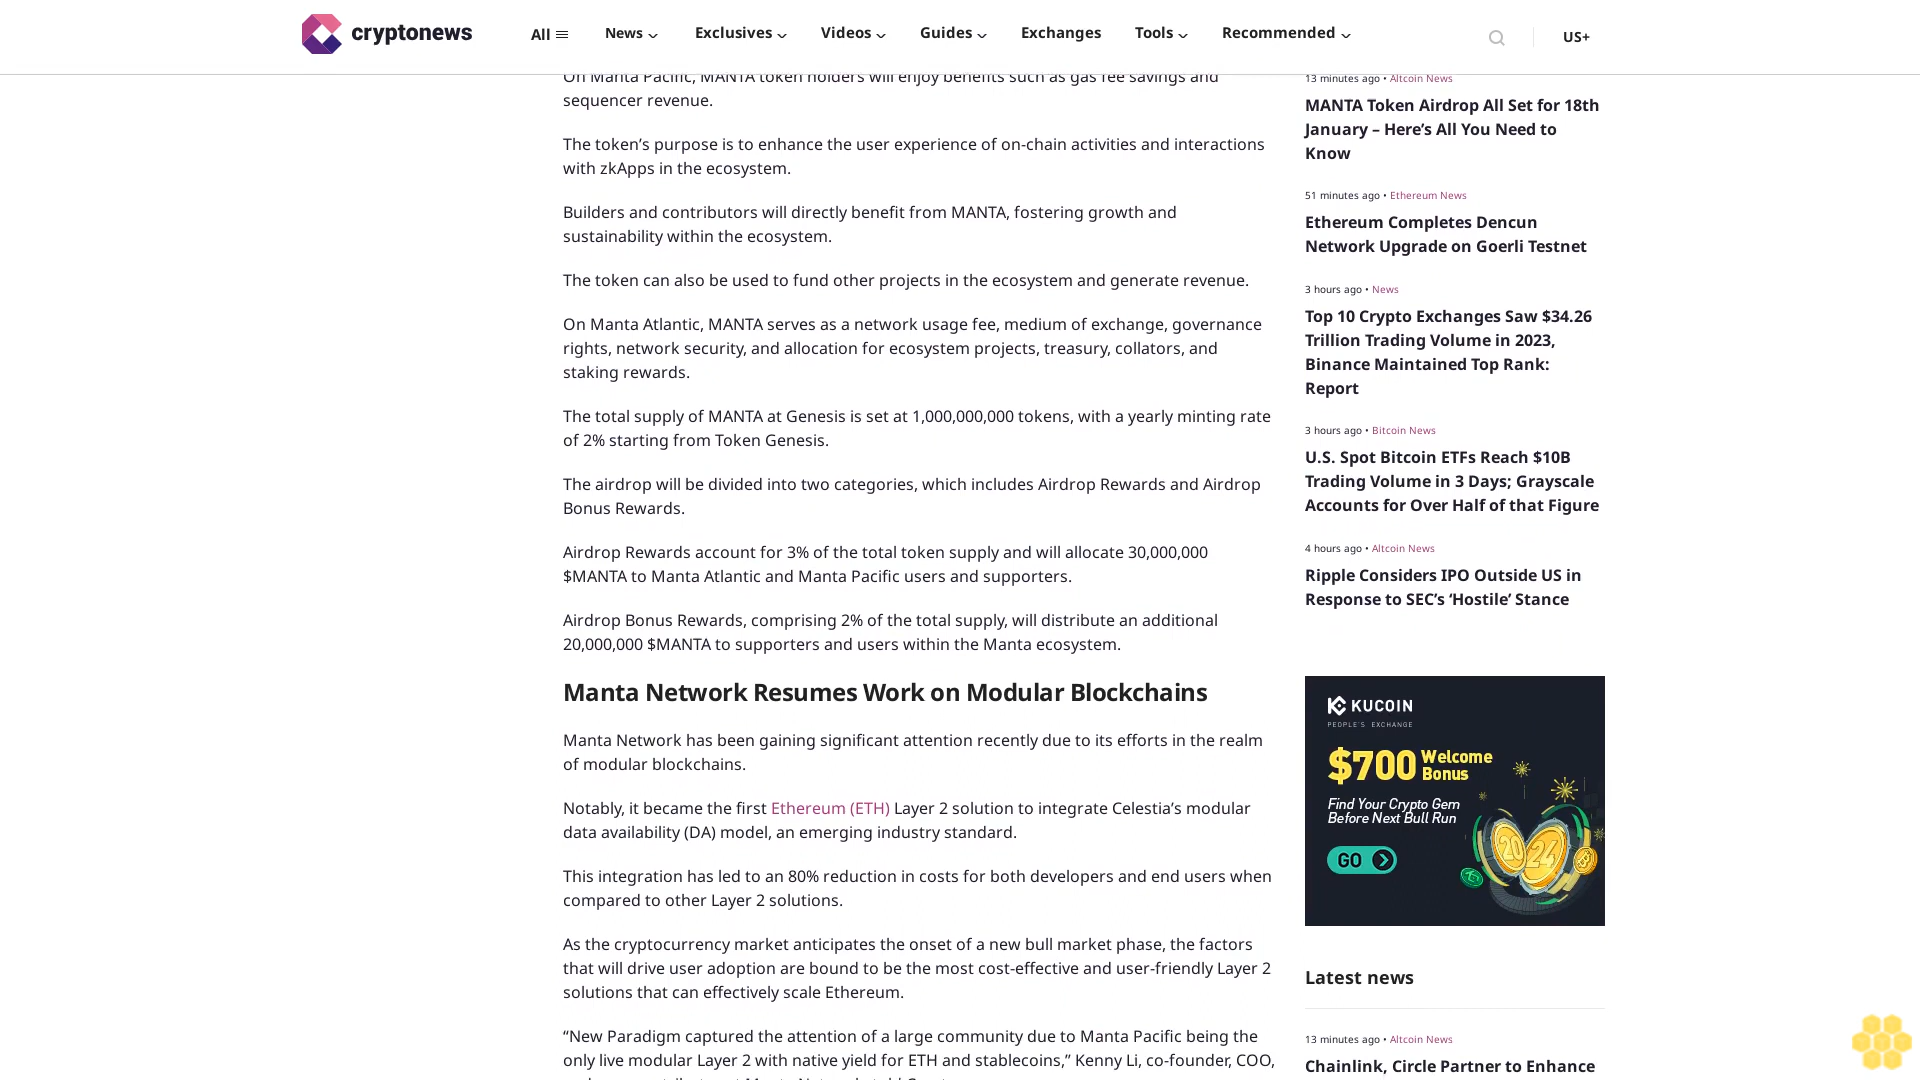 cryptonews
All
News
Exclusives
Videos
Guides
Exchanges
Tools
Recommended
US+
On Manta Pacific, MANTA token holders will enjoy benefits such as gas fee savings and
sequencer revenue.
The token’s purpose is to enhance the user experience of on-chain activities and interactions
with zkApps in the ecosystem.
Builders and contributors will directly benefit from MANTA, fostering growth and
sustainability within the ecosystem.
The token can also be used to fund other projects in the ecosystem and generate revenue.
On Manta Atlantic, MANTA serves as a network usage fee, medium of exchange, governance
rights, network security, and allocation for ecosystem projects, treasury, collators, and
staking rewards.
The total supply of MANTA at Genesis is set at 1,000,000,000 tokens, with a yearly minting rate
of 2% starting from Token Genesis.
The airdrop will be divided into two categories, which includes Airdrop Rewards and Airdrop
Bonus Rewards.
Airdrop Rewards account for 3% of the total token supply and will allocate 30,000,000
$MANTA to Manta Atlantic and Manta Pacific users and supporters.
Airdrop Bonus Rewards, comprising 2% of the total supply, will distribute an additional
20,000,000 $MANTA to supporters and users within the Manta ecosystem.
Manta Network Resumes Work on Modular Blockchains
Manta Network has been gaining significant attention recently due to its efforts in the realm
of modular blockchains.
Notably, it became the first Ethereum (ETH) Layer 2 solution to integrate Celestia’s modular
data availability (DA) model, an emerging industry standard.
This integration has led to an 80% reduction in costs for both developers and end users when
compared to other Layer 2 solutions.
As the cryptocurrency market anticipates the onset of a new bull market phase, the factors
that will drive user adoption are bound to be the most cost-effective and user-friendly Layer 2
solutions that can effectively scale Ethereum.
“New Paradigm captured the attention of a large community due to Manta Pacific being the
only live modular Layer 2 with native yield for ETH and stablecoins,” Kenny Li, co-founder, COO,
13 minutes ago • Altcoin News
MANTA Token Airdrop All Set for 18th
January – Here’s All You Need to
Know
51 minutes ago • Ethereum News
Ethereum Completes Dencun
Network Upgrade on Goerli Testnet
3 hours ago • News
Top 10 Crypto Exchanges Saw $34.26
Trillion Trading Volume in 2023,
Binance Maintained Top Rank:
Report
3 hours ago • Bitcoin News
U.S. Spot Bitcoin ETFs Reach $10B
Trading Volume in 3 Days; Grayscale
Accounts for Over Half of that Figure
4 hours ago • Altcoin News
Ripple Considers IPO Outside US in
Response to SEC’s ‘Hostile’ Stance
KUCOIN
PEOPLE'S EXCHANGE
$700 Welcome
Bonus
Find Your Crypto Gem
Before Next Bull Run
GO
20 24
Latest news
13 minutes ago • Altcoin News
Chainlink, Circle Partner to Enhance